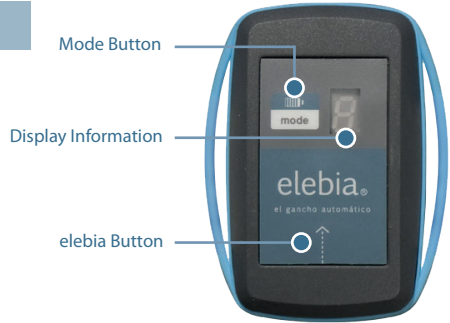 Mode Button
mode
Display Information
elebia®
el gancho automático
elebia Button